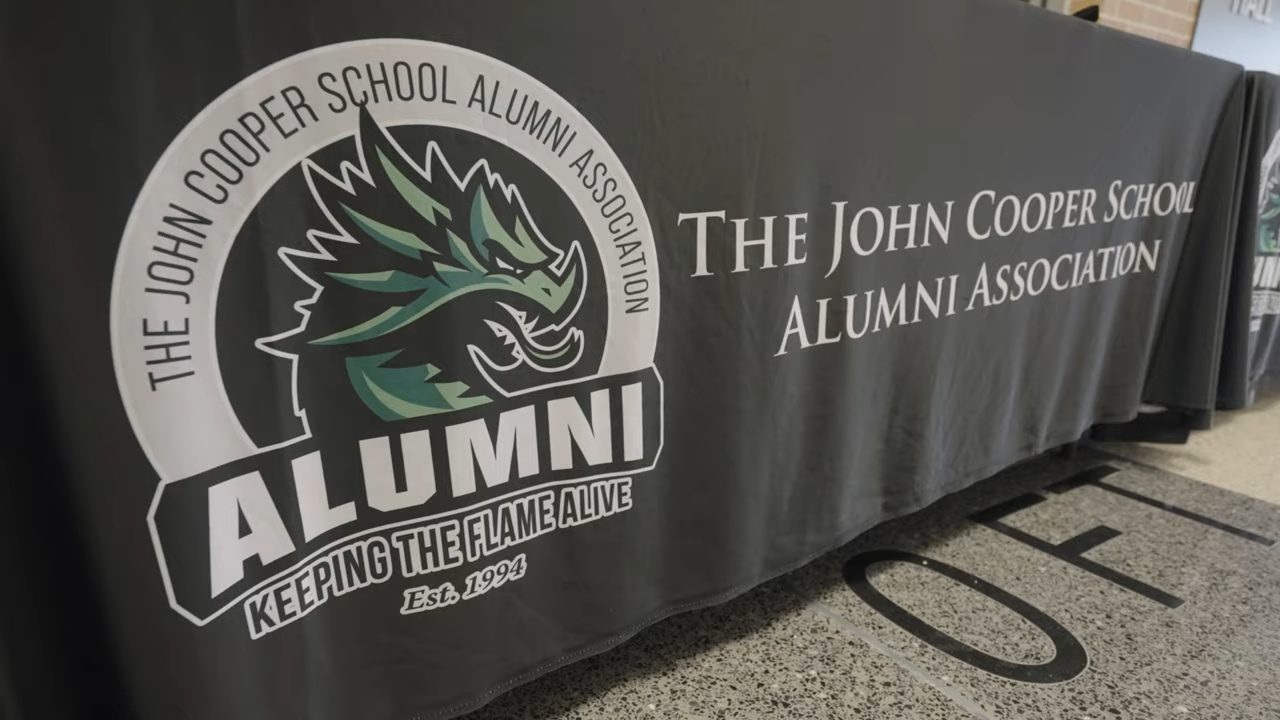 THE JOHN COOPER SCHOOL ALUMNI ASSOCIATION
ALUMNI
KEEPING THE FLAME ALIVE
Est. 1994
THE JOHN COOPER SCHOOL
ALUMNI ASSOCIATION
OF
HALL